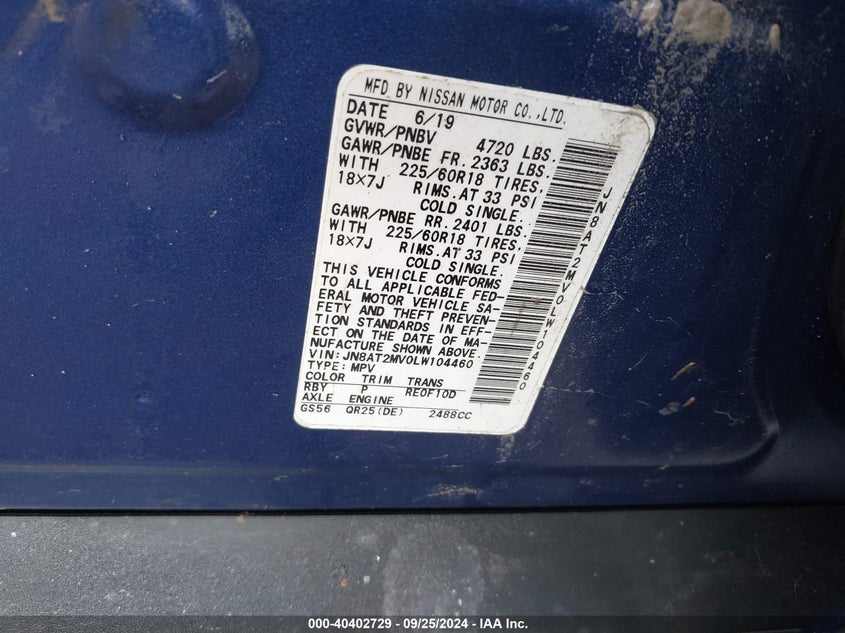 MFD BY NISSAN MOTOR CO.,LTD.
DATE 6/19
GVWR/PNBV 4720 LBS.
GAWR/PNBE FR. 2363 LBS.
WITH 225/60R18 TIRES,
18×7J RIMS.AT 33 PSI
COLD SINGLE.
GAWR/PNBE RR. 2401 LBS.
WITH 225/60R18 TIRES,
18×7J RIMS.AT 33 PSI
COLD SINGLE.
THIS VEHICLE CONFORMS
TO ALL APPLICABLE FED-
ERAL MOTOR VEHICLE SA-
FETY AND THEFT PREVEN-
TION STANDARDS IN EFF-
ECT ON THE DATE OF MA-
NUFACTURE SHOWN ABOVE.
VIN:JN8AT2MV0LW104460
TYPE:MPV
COLOR TRIM TRANS
RBY P RE0F10D
AXLE ENGINE
GS56 QR25(DE) 2488CC
JN8AT2MV0LW104460
000-40402729 - 09/25/2024 - IAA Inc.